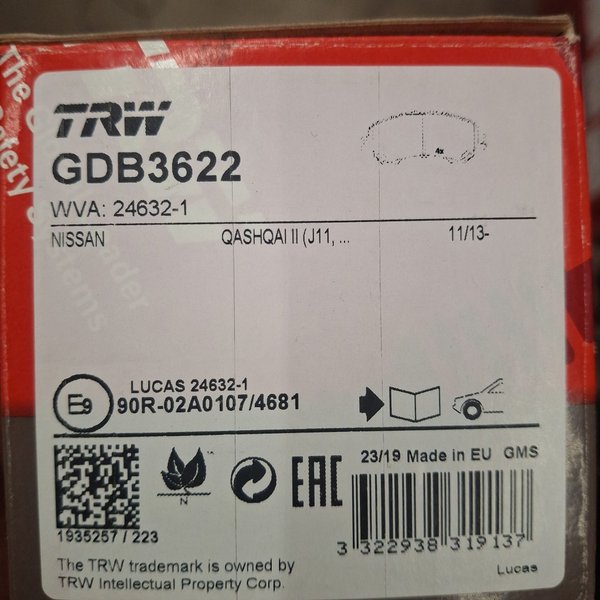 TRW
GDB3622
4x
WVA: 24632-1
NISSAN QASHQAI II (J11, ... 11/13-
LUCAS 24632-1
E9 90R-02A0107/4681
23/19 Made in EU GMS
N
EAC
1935257 / 223
3 322938 319137
The TRW trademark is owned by
TRW Intellectual Property Corp.
Lucas